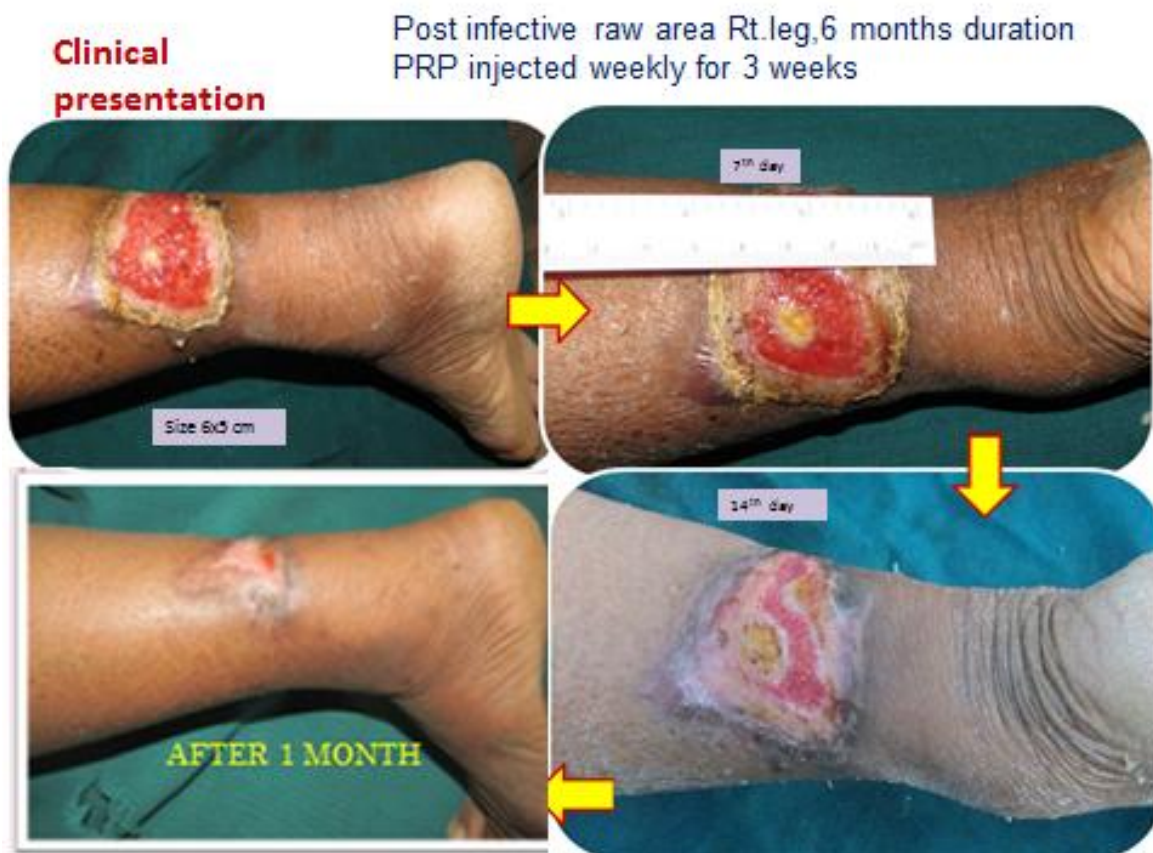 Clinical
presentation
Post infective raw area Rt.leg,6 months duration
PRP injected weekly for 3 weeks
Size 6x5 cm
7th day
14th day
AFTER 1 MONTH